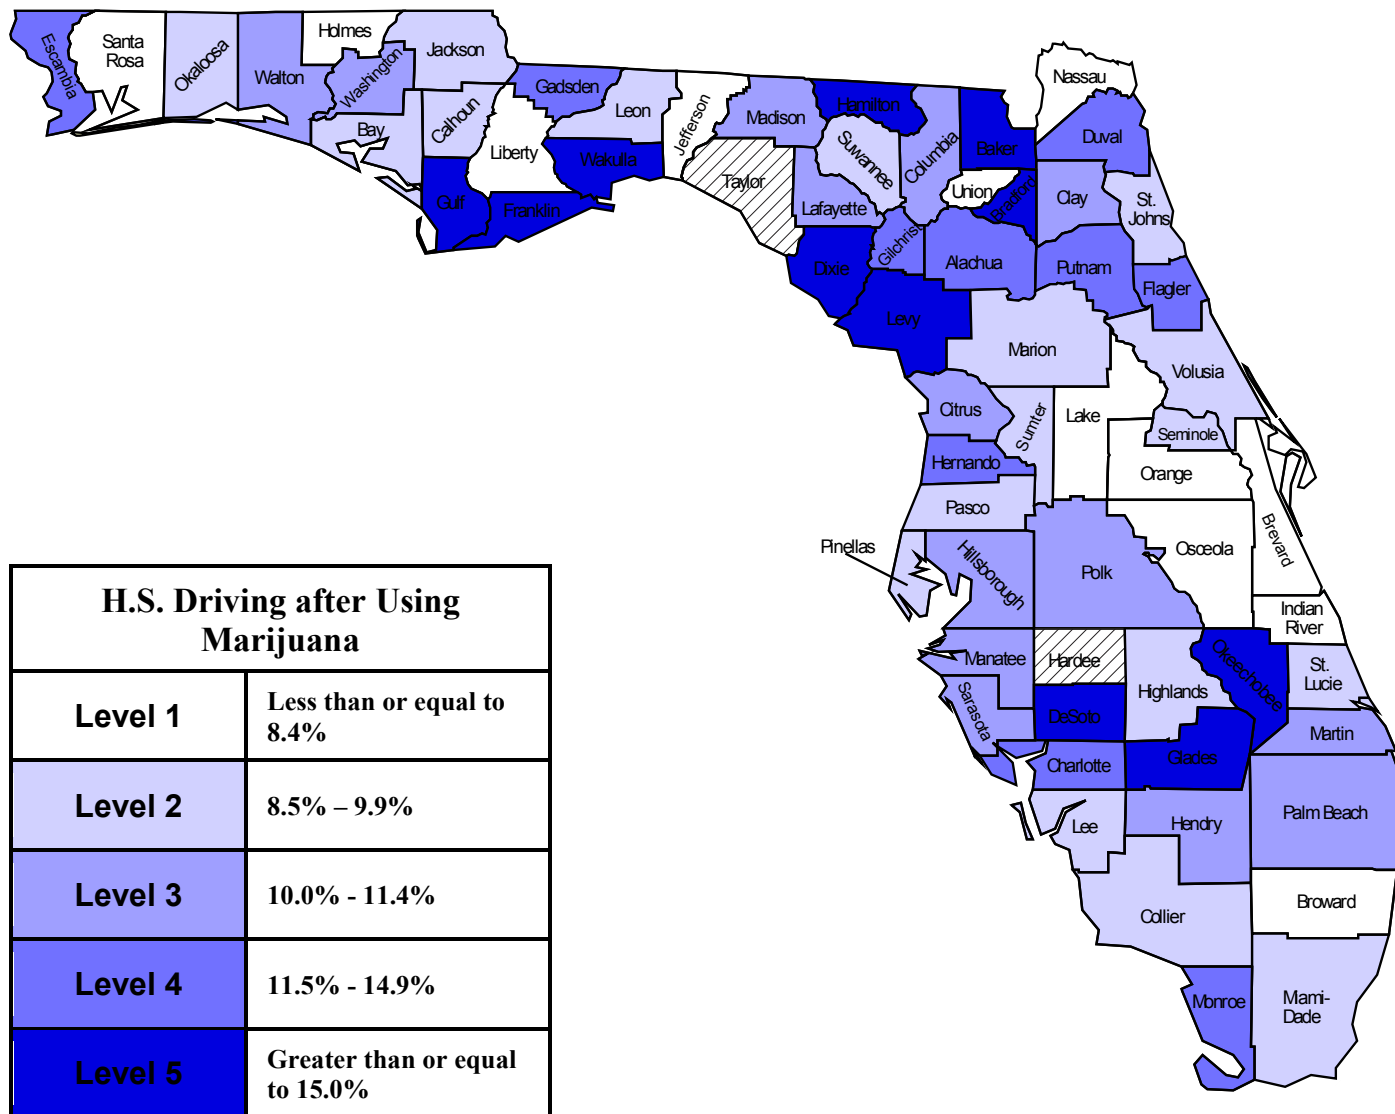 Escambia
Santa
Rosa
Okaloosa
Walton
Holmes
Washington
Jackson
Bay
Calhoun
Gulf
Gadsden
Liberty
Franklin
Leon
Wakulla
Jefferson
Madison
Taylor
Hamilton
Suwannee
Lafayette
Dixie
Columbia
Gilchrist
Levy
Baker
Union
Bradford
Alachua
Nassau
Duval
Clay
St.
Johns
Putnam
Flagler
Marion
Volusia
Citrus
Sumter
Lake
Seminole
Hernando
Orange
Pasco
Pinellas
Hillsborough
Polk
Osceola
Brevard
Indian
River
Manatee
Hardee
Highlands
Okeechobee
St.
Lucie
Sarasota
DeSoto
Martin
Charlotte
Glades
Lee
Hendry
Palm Beach
Collier
Broward
Monroe
Mami-
Dade
H.S. Driving after Using
Marijuana
Level 1
Less than or equal to
8.4%
Level 2
8.5% – 9.9%
Level 3
10.0% - 11.4%
Level 4
11.5% - 14.9%
Level 5
Greater than or equal
to 15.0%